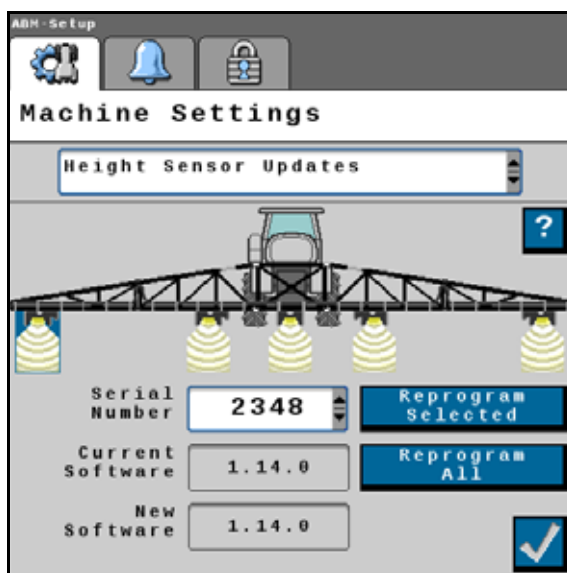 ABH-Setup
Machine Settings
Height Sensor Updates
?
Serial
Number
2348
Reprogram
Selected
Current
Software
1.14.0
Reprogram
All
New
Software
1.14.0